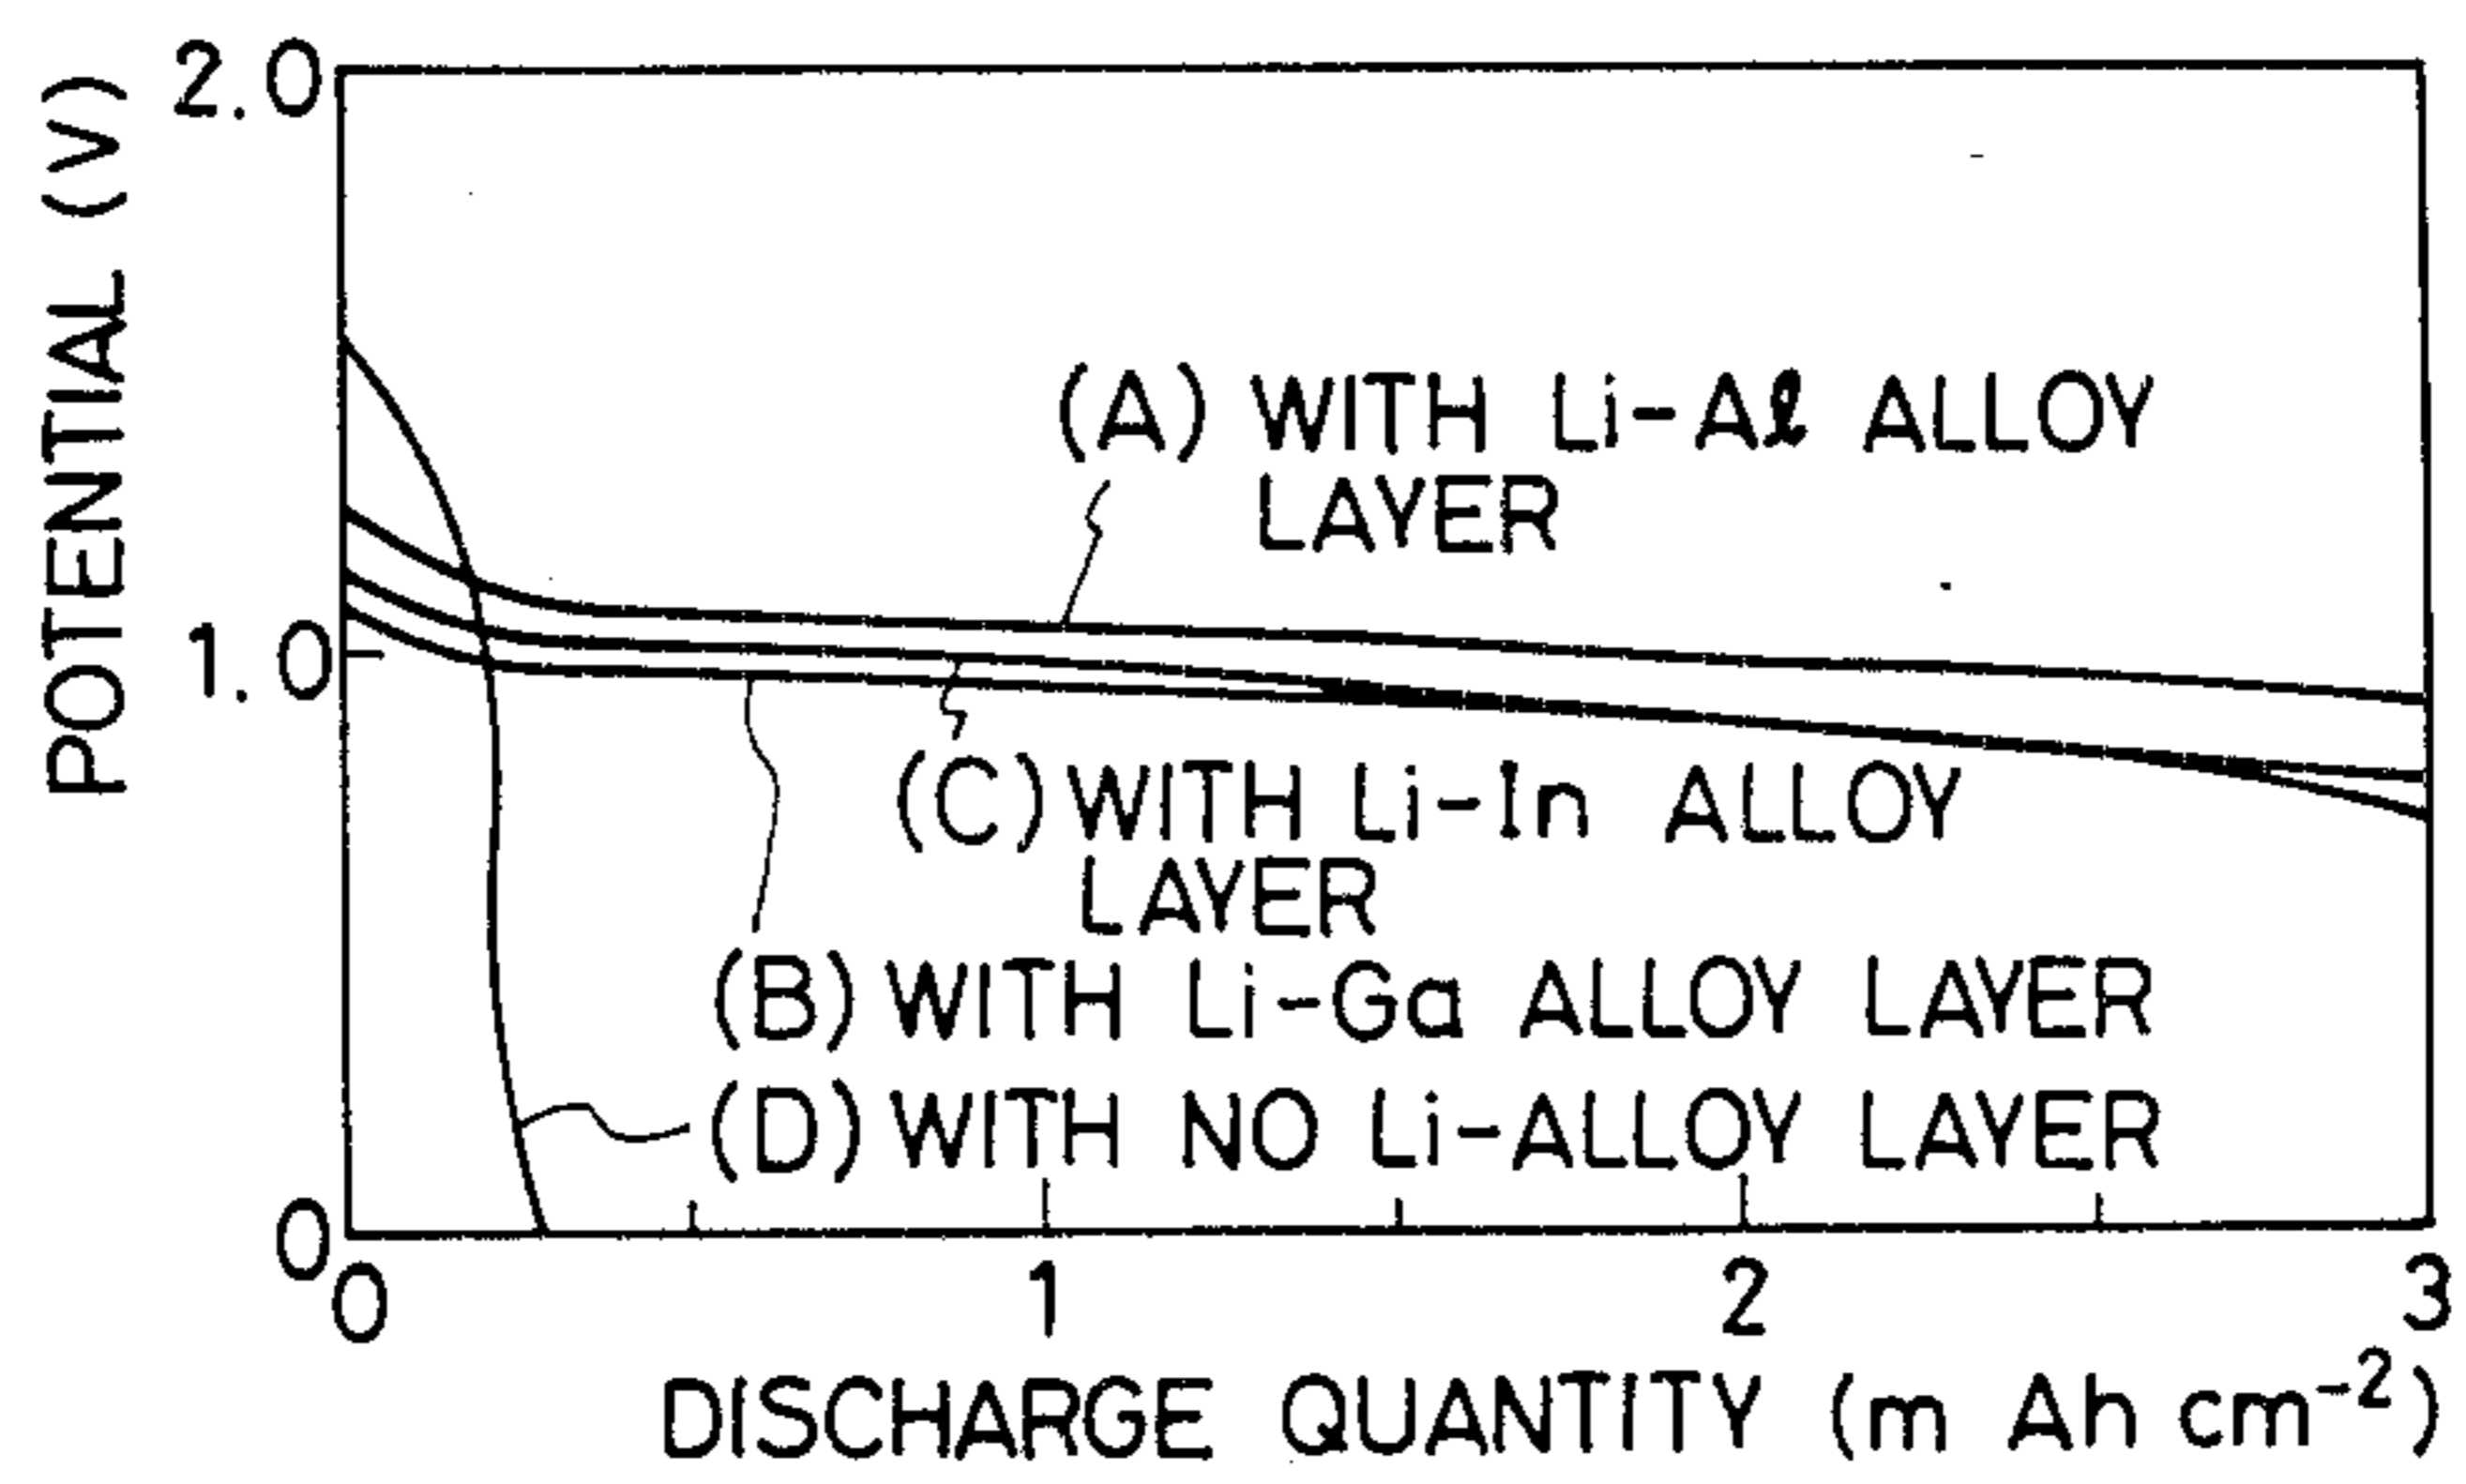 POTENTIAL (V)
2.0
1.0
0
(A) WITH Li-Al ALLOY
LAYER
(C) WITH Li-In ALLOY
LAYER
(B) WITH Li-Ga ALLOY LAYER
(D) WITH NO Li-ALLOY LAYER
0 1 2 3
DISCHARGE QUANTITY (m Ah cm⁻²)